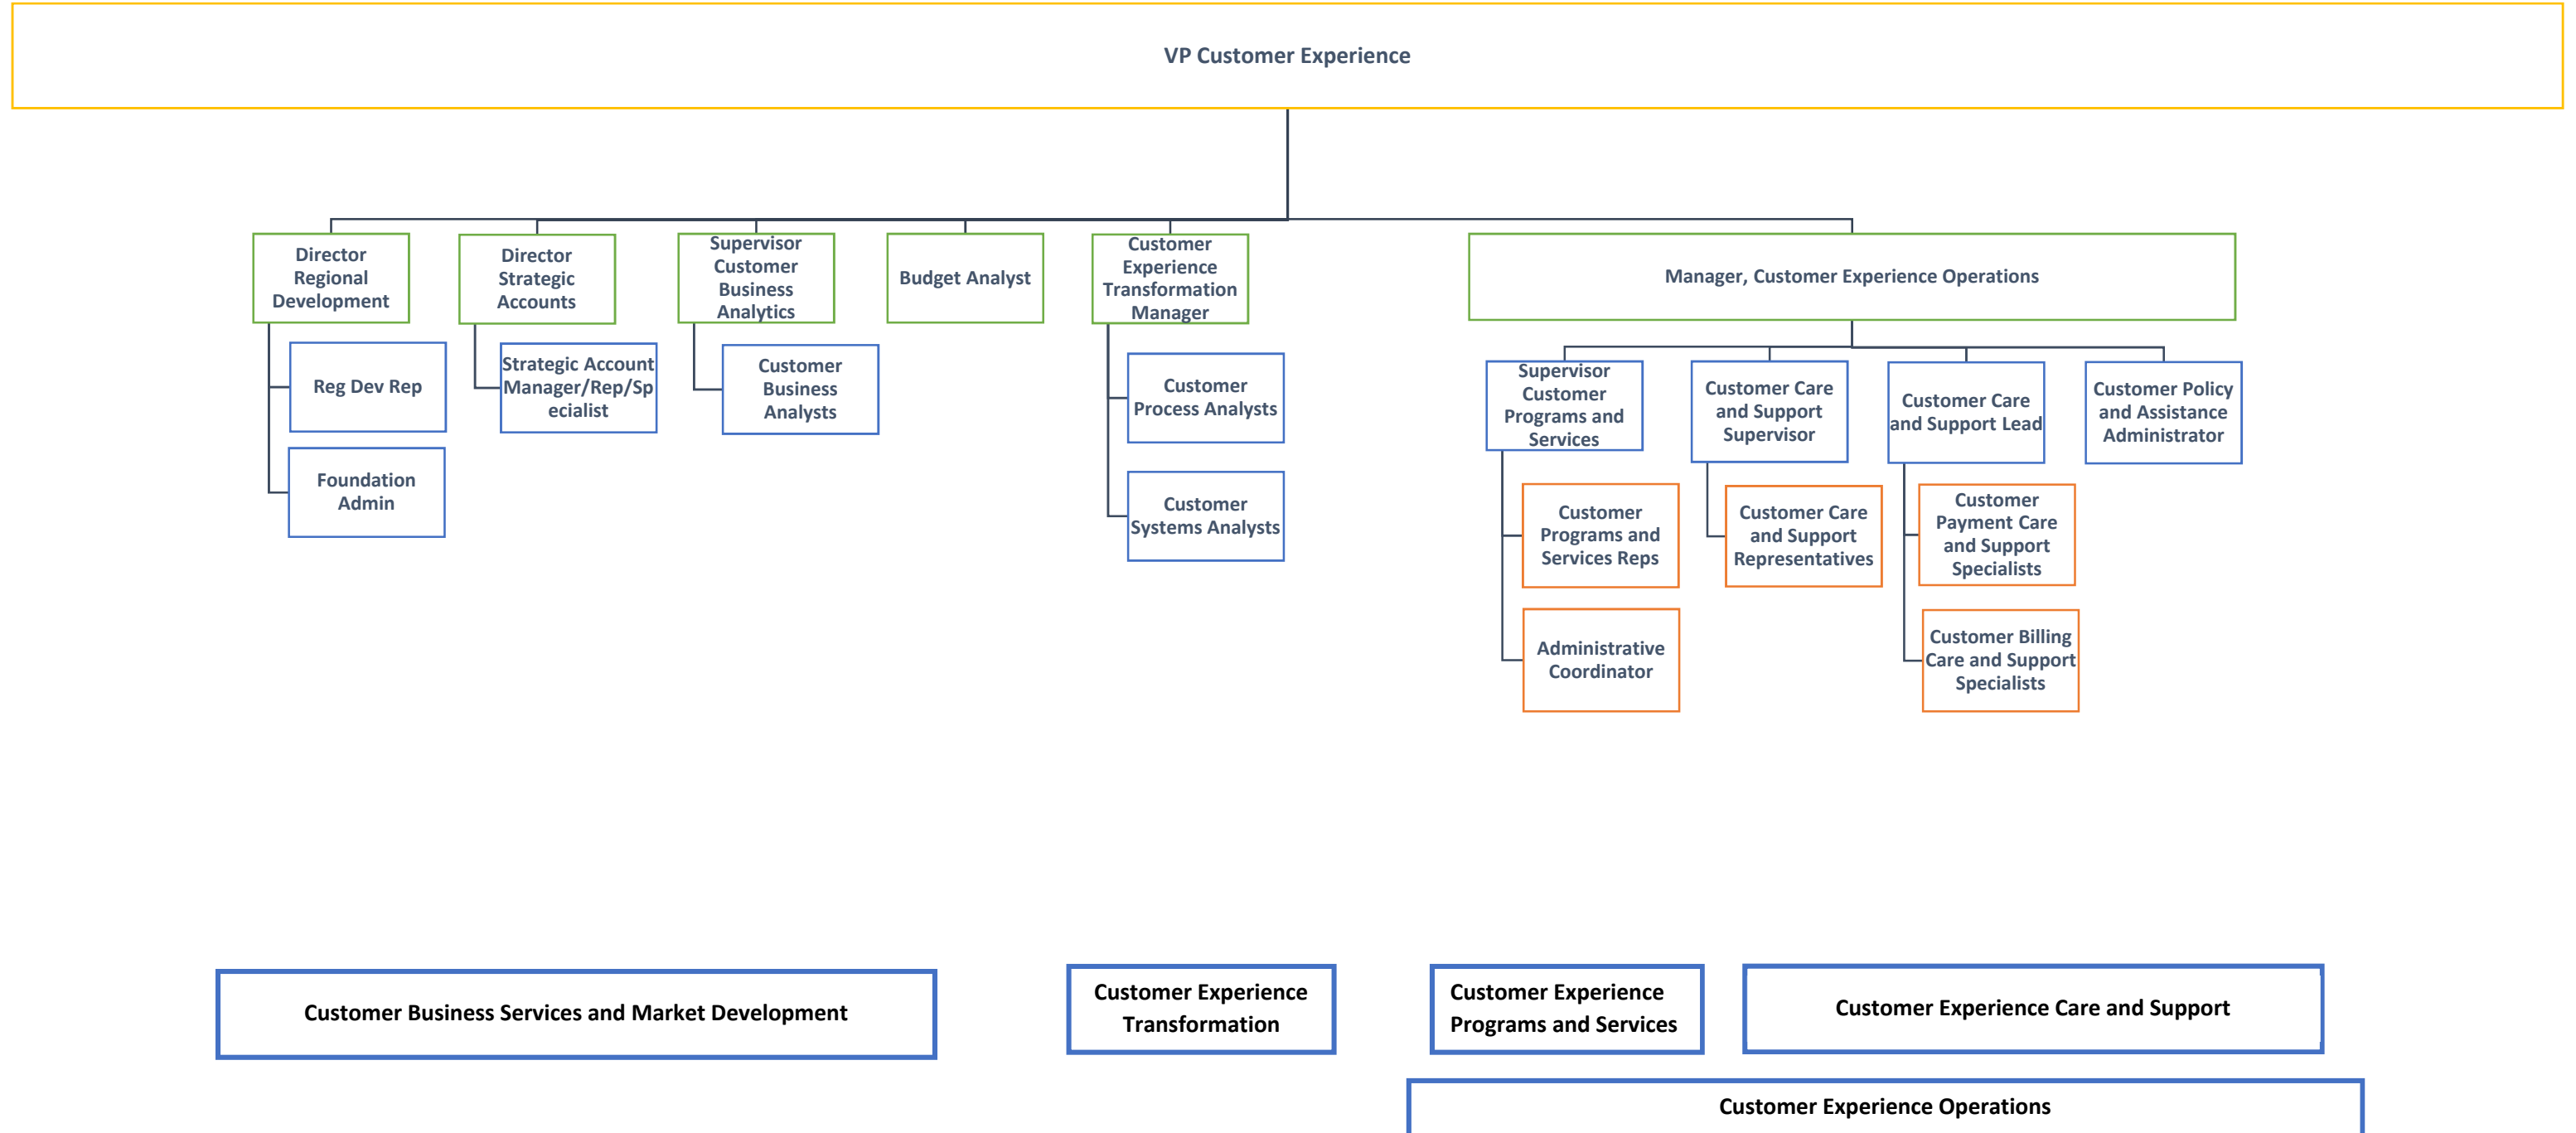 VP Customer Experience
Director
Regional
Development
Director
Strategic
Accounts
Supervisor
Customer
Business
Analytics
Budget Analyst
Customer
Experience
Transformation
Manager
Manager, Customer Experience Operations
Reg Dev Rep
Foundation
Admin
Strategic Account
Manager/Rep/Sp
ecialist
Customer
Business
Analysts
Customer
Process Analysts
Customer
Systems Analysts
Supervisor
Customer
Programs and
Services
Customer Care
and Support
Supervisor
Customer Care
and Support Lead
Customer Policy
and Assistance
Administrator
Customer
Programs and
Services Reps
Administrative
Coordinator
Customer Care
and Support
Representatives
Customer
Payment Care
and Support
Specialists
Customer Billing
Care and Support
Specialists
Customer Business Services and Market Development
Customer Experience
Transformation
Customer Experience
Programs and Services
Customer Experience Care and Support
Customer Experience Operations